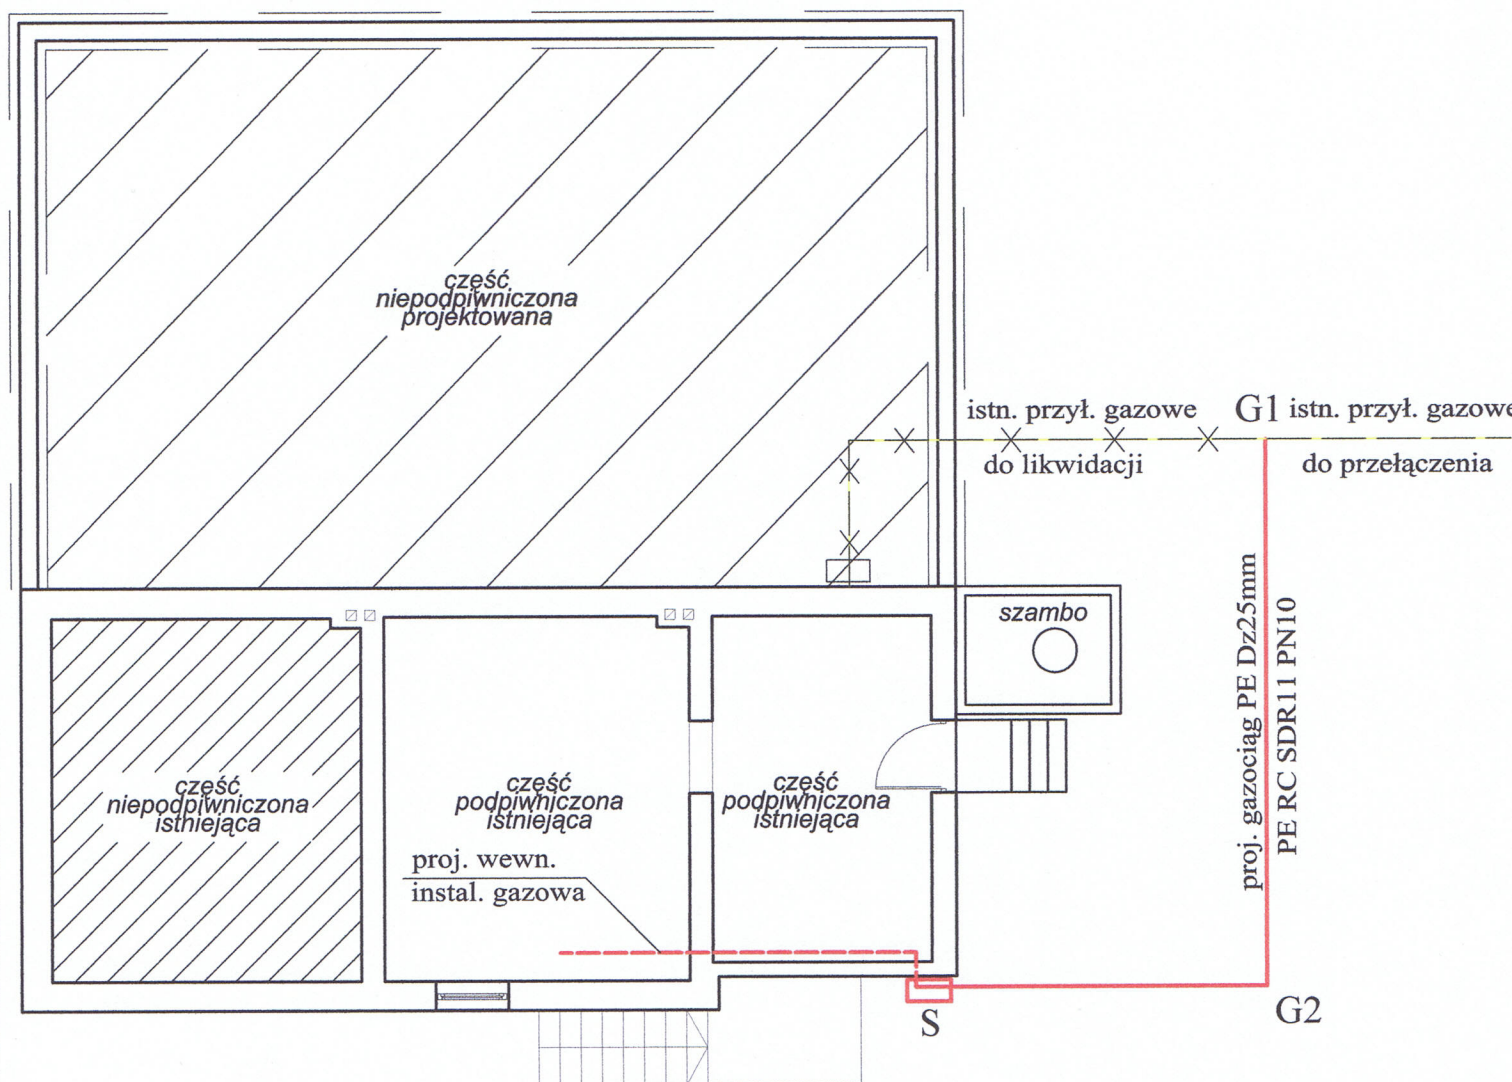 część
niepodpiwniczona
projektowana
istn. przył. gazowe
G1
istn. przył. gazowe
do likwidacji
do przełączenia
szambo
proj. gazociąg PE Dz25mm
PE RC SDR11 PN10
część
niepodpiwniczona
istniejąca
część
podpiwniczona
istniejąca
część
podpiwniczona
istniejąca
proj. wewn.
instal. gazowa
S
G2